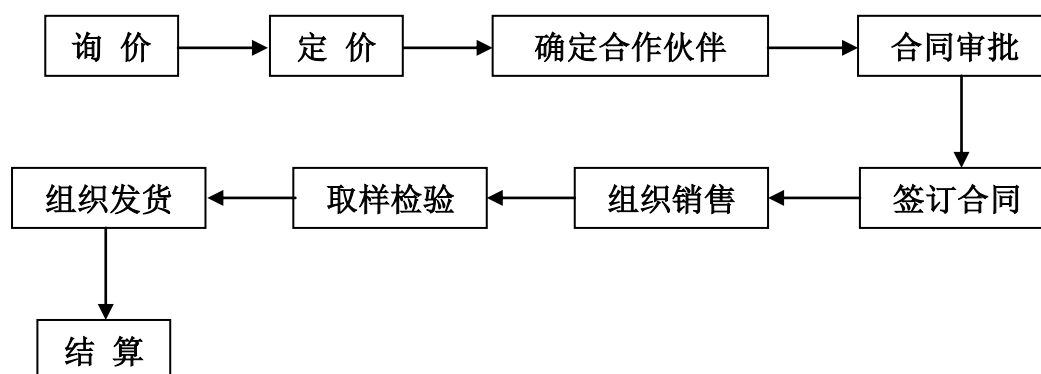 询 价
定 价
确定合作伙伴
合同审批
签订合同
组织销售
取样检验
组织发货
结 算